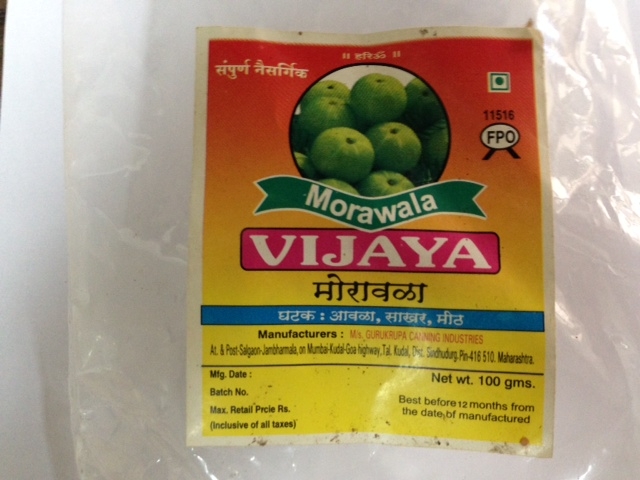 ॥ हरिॐ ॥
संपुर्ण नैसर्गिक
11516
FPO
Morawala
VIJAYA
मोरावळा
घटक : आवळा, साखर, मीठ
Manufacturers : M/s. GURUKRUPA CANNING INDUSTRIES
At. & Post-Salgaon-Jambharmala, on Mumbai-Kudal-Goa highway, Tal. Kudal, Dist. Sindhudurg. Pin-416 510. Maharashtra.
Mfg. Date :
Net wt. 100 gms.
Batch No.
Best before 12 months from
the date of manufactured
Max. Retail Prcie Rs.
(Inclusive of all taxes)